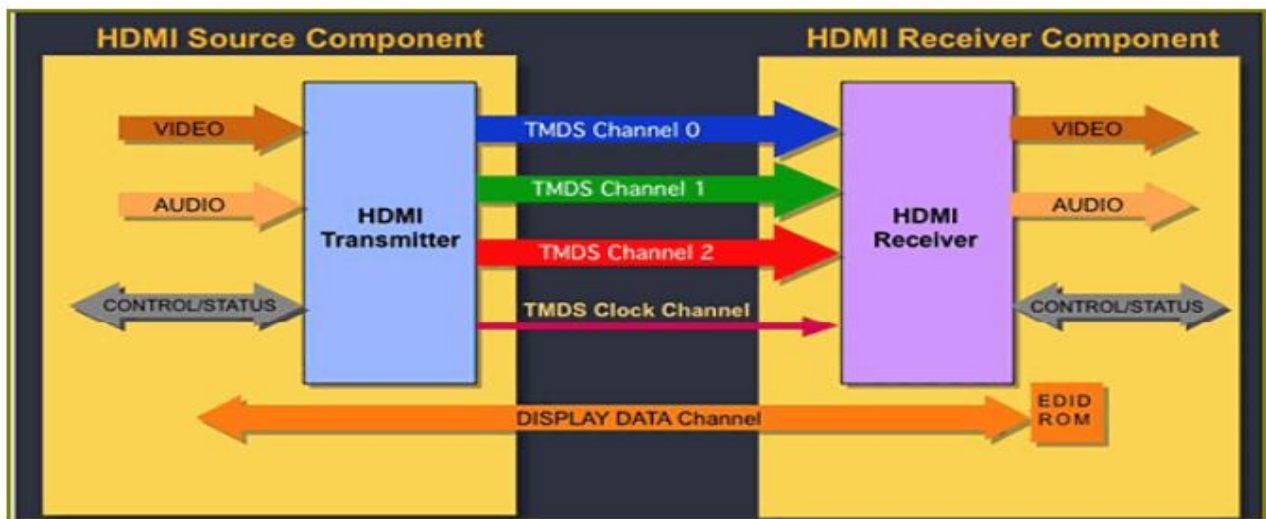 HDMI Source Component
HDMI Receiver Component
VIDEO
AUDIO
CONTROL/STATUS
HDMI
Transmitter
TMDS Channel 0
TMDS Channel 1
TMDS Channel 2
TMDS Clock Channel
HDMI
Receiver
VIDEO
AUDIO
CONTROL/STATUS
DISPLAY DATA Channel
EDID
ROM